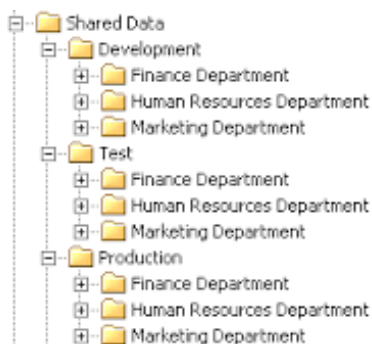 Shared Data
Development
Finance Department
Human Resources Department
Marketing Department
Test
Finance Department
Human Resources Department
Marketing Department
Production
Finance Department
Human Resources Department
Marketing Department